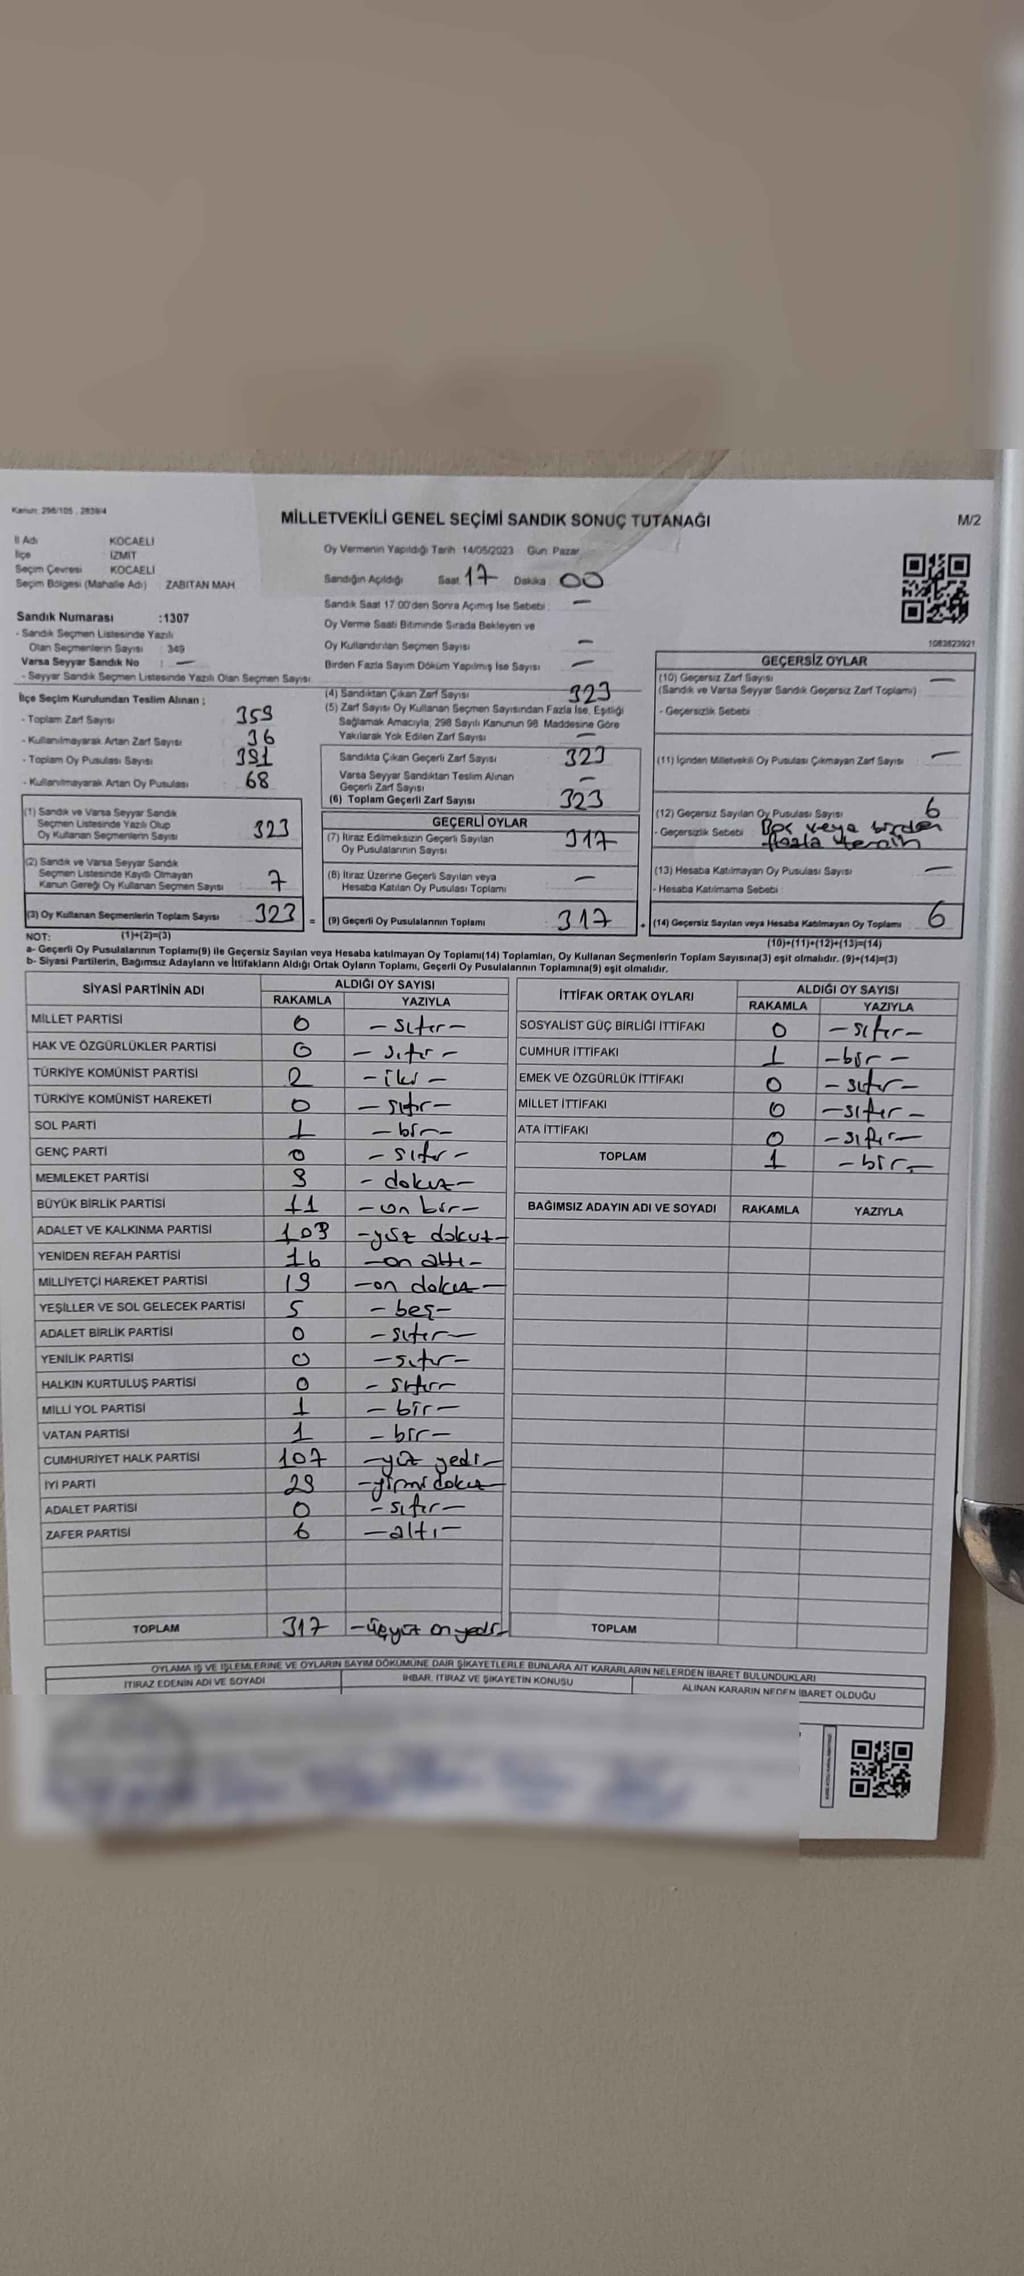 Kanun: 298/105 , 2839/4
MİLLETVEKİLİ GENEL SEÇİMİ SANDIK SONUÇ TUTANAĞI
M/2
İl Adı KOCAELİ
İlçe İZMİT
Seçim Çevresi KOCAELİ
Seçim Bölgesi (Mahalle Adı) ZABITAN MAH
Sandık Numarası :1307
- Sandık Seçmen Listesinde Yazılı
Olan Seçmenlerin Sayısı 349
Varsa Seyyar Sandık No : —
- Seyyar Sandık Seçmen Listesinde Yazılı Olan Seçmen Sayısı:
İlçe Seçim Kurulundan Teslim Alınan ;
- Toplam Zarf Sayısı 359
- Kullanılmayarak Artan Zarf Sayısı 36
- Toplam Oy Pusulası Sayısı 391
- Kullanılmayarak Artan Oy Pusulası 68
(1) Sandık ve Varsa Seyyar Sandık
Seçmen Listesinde Yazılı Olup
Oy Kullanan Seçmenlerin Sayısı 323
(2) Sandık ve Varsa Seyyar Sandık
Seçmen Listesinde Kaydı Olmayan
Kanun Gereği Oy Kullanan Seçmen Sayısı 7
(3) Oy Kullanan Seçmenlerin Toplam Sayısı 323 =
(1)+(2)=(3)
Oy Vermenin Yapıldığı Tarih 14/05/2023 Gün: Pazar
Sandığın Açıldığı Saat: 17 Dakika: 00
Sandık Saat 17:00'den Sonra Açımış İse Sebebi : —
Oy Verme Saati Bitiminde Sırada Bekleyen ve
Oy Kullandırılan Seçmen Sayısı —
Birden Fazla Sayım Döküm Yapılmış İse Sayısı —
(4) Sandıktan Çıkan Zarf Sayısı 323
(5) Zarf Sayısı Oy Kullanan Seçmen Sayısından Fazla İse, Eşitliği
Sağlamak Amacıyla; 298 Sayılı Kanunun 98. Maddesine Göre
Yakılarak Yok Edilen Zarf Sayısı —
Sandıkta Çıkan Geçerli Zarf Sayısı 323
Varsa Seyyar Sandıktan Teslim Alınan
Geçerli Zarf Sayısı —
(6) Toplam Geçerli Zarf Sayısı 323
GEÇERLİ OYLAR
(7) İtiraz Edilmeksizin Geçerli Sayılan
Oy Pusulalarının Sayısı 317
(8) İtiraz Üzerine Geçerli Sayılan veya
Hesaba Katılan Oy Pusulası Toplamı —
(9) Geçerli Oy Pusulalarının Toplamı 317
1083823921
GEÇERSİZ OYLAR
(10) Geçersiz Zarf Sayısı —
(Sandık ve Varsa Seyyar Sandık Geçersiz Zarf Toplamı)
- Geçersizlik Sebebi :
(11) İçinden Milletvekili Oy Pusulası Çıkmayan Zarf Sayısı —
(12) Geçersiz Sayılan Oy Pusulası Sayısı 6
- Geçersizlik Sebebi Boş veya birden
fazla tercih
(13) Hesaba Katılmayan Oy Pusulası Sayısı —
- Hesaba Katılmama Sebebi :
(14) Geçersiz Sayılan veya Hesaba Katılmayan Oy Toplamı 6
(10)+(11)+(12)+(13)=(14)
NOT:
a- Geçerli Oy Pusulalarının Toplamı(9) ile Geçersiz Sayılan veya Hesaba katılmayan Oy Toplamı(14) Toplamları, Oy Kullanan Seçmenlerin Toplam Sayısına(3) eşit olmalıdır. (9)+(14)=(3)
b- Siyasi Partilerin, Bağımsız Adayların ve İttifakların Aldığı Ortak Oyların Toplamı, Geçerli Oy Pusulalarının Toplamına(9) eşit olmalıdır.
SİYASİ PARTİNİN ADI ALDIĞI OY SAYISI
RAKAMLA YAZIYLA
MİLLET PARTİSİ 0 — sıfır —
HAK VE ÖZGÜRLÜKLER PARTİSİ 0 — sıfır —
TÜRKİYE KOMÜNİST PARTİSİ 2 — iki —
TÜRKİYE KOMÜNİST HAREKETİ 0 — sıfır —
SOL PARTİ 1 — bir —
GENÇ PARTİ 0 — sıfır —
MEMLEKET PARTİSİ 9 — dokuz —
BÜYÜK BİRLİK PARTİSİ 11 — on bir —
ADALET VE KALKINMA PARTİSİ 109 — yüz dokuz —
YENİDEN REFAH PARTİSİ 16 — on altı —
MİLLİYETÇİ HAREKET PARTİSİ 19 — on dokuz —
YEŞİLLER VE SOL GELECEK PARTİSİ 5 — beş —
ADALET BİRLİK PARTİSİ 0 — sıfır —
YENİLİK PARTİSİ 0 — sıfır —
HALKIN KURTULUŞ PARTİSİ 0 — sıfır —
MİLLİ YOL PARTİSİ 1 — bir —
VATAN PARTİSİ 1 — bir —
CUMHURİYET HALK PARTİSİ 107 — yüz yedi —
İYİ PARTİ 29 — yirmi dokuz —
ADALET PARTİSİ 0 — sıfır —
ZAFER PARTİSİ 6 — altı —
TOPLAM 317 — üçyüz on yedi —
İTTİFAK ORTAK OYLARI ALDIĞI OY SAYISI
RAKAMLA YAZIYLA
SOSYALİST GÜÇ BİRLİĞİ İTTİFAKI 0 — sıfır —
CUMHUR İTTİFAKI 1 — bir —
EMEK VE ÖZGÜRLÜK İTTİFAKI 0 — sıfır —
MİLLET İTTİFAKI 0 — sıfır —
ATA İTTİFAKI 0 — sıfır —
TOPLAM 1 — bir —
BAĞIMSIZ ADAYIN ADI VE SOYADI RAKAMLA YAZIYLA
TOPLAM
OYLAMA İŞ VE İŞLEMLERİNE VE OYLARIN SAYIM DÖKÜMÜNE DAİR ŞİKAYETLERLE BUNLARA AİT KARARLARIN NELERDEN İBARET BULUNDUKLARI
İTİRAZ EDENİN ADI VE SOYADI İHBAR, İTİRAZ VE ŞİKAYETİN KONUSU ALINAN KARARIN NEDEN İBARET OLDUĞU